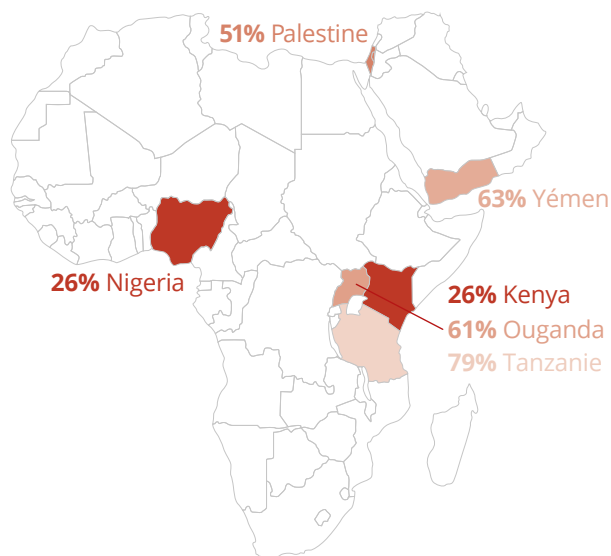 51% Palestine
63% Yémen
26% Nigeria
26% Kenya
61% Ouganda
79% Tanzanie